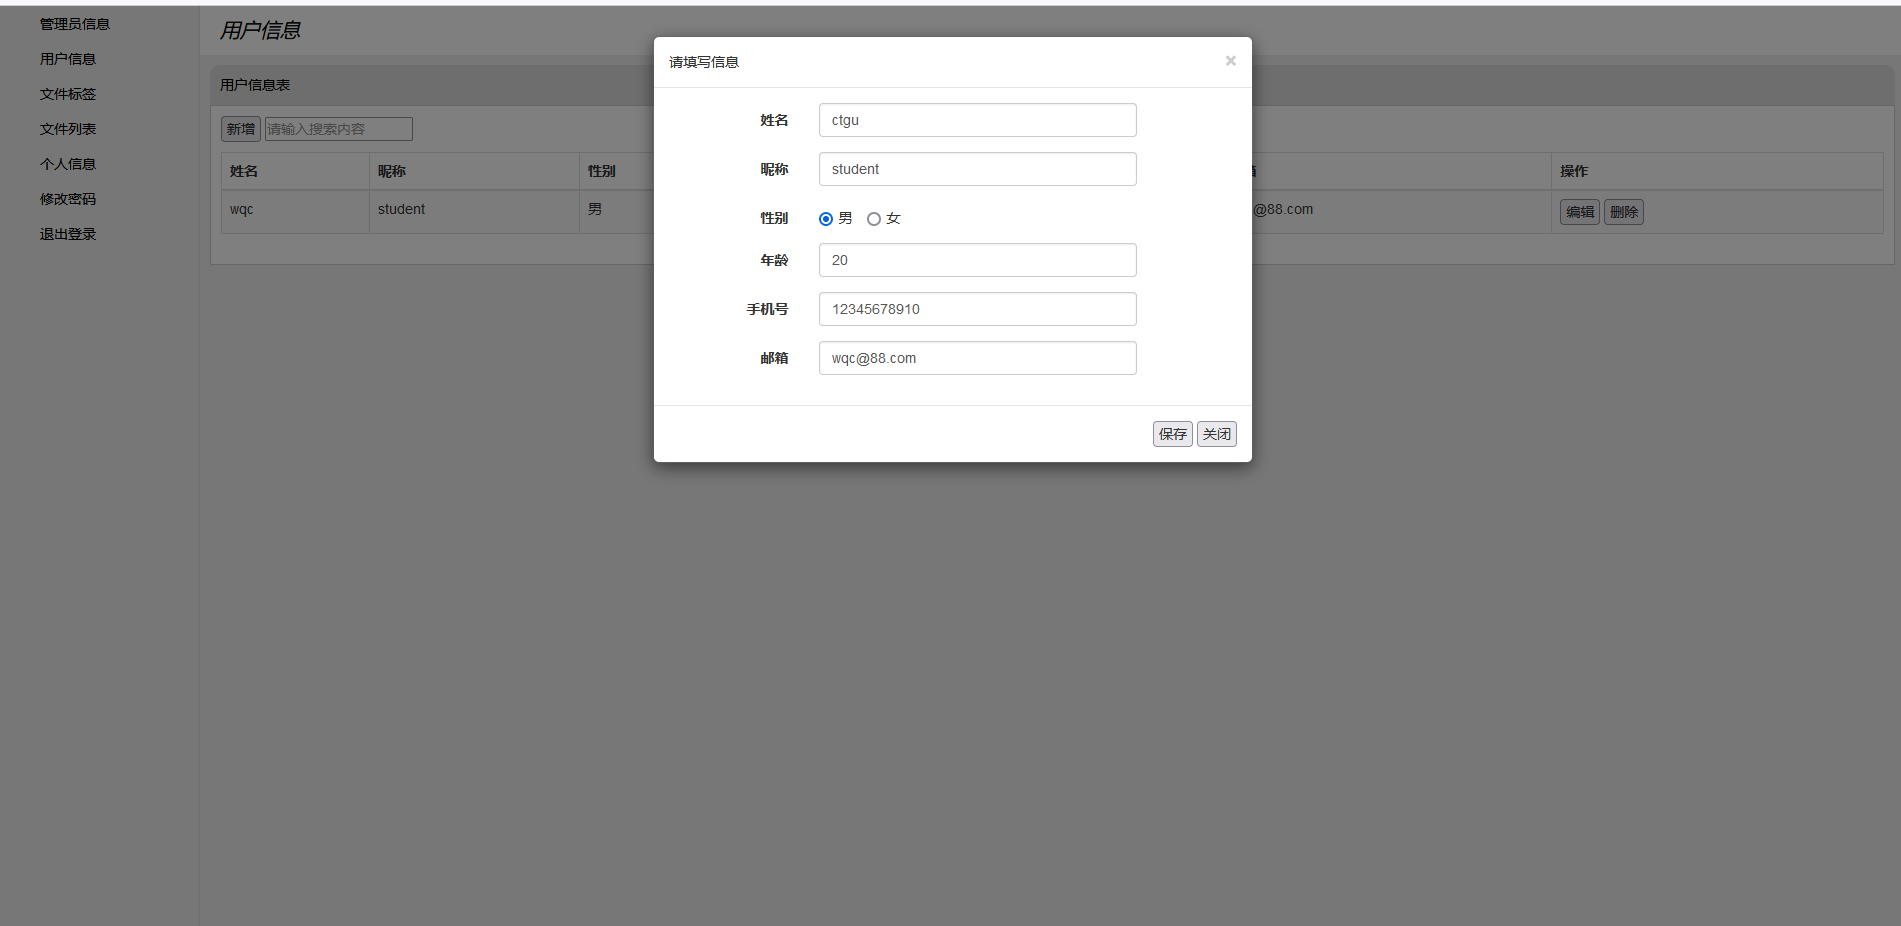 管理员信息
用户信息
文件标签
文件列表
个人信息
修改密码
退出登录
用户信息
用户信息表
新增 请输入搜索内容
姓名 昵称 性别 操作
wqc student 男 @88.com 编辑 删除
请填写信息 ×
姓名 ctgu
昵称 student
性别 男 女
年龄 20
手机号 12345678910
邮箱 wqc@88.com
保存 关闭